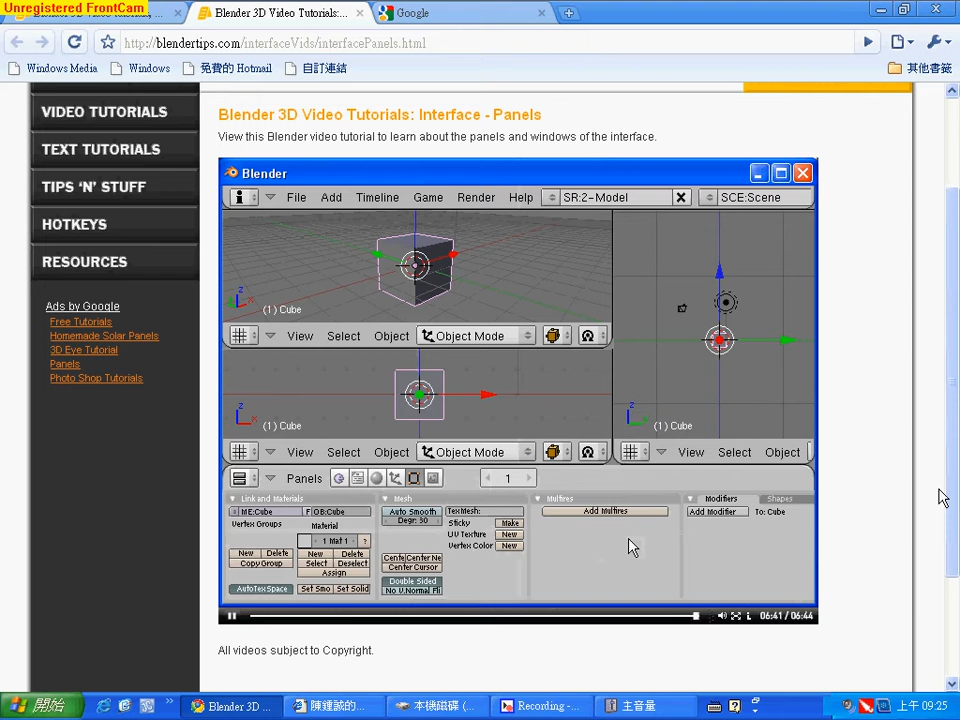 Unregistered FrontCam
Blender 3D Video Tutorials:...
Google
http://blendertips.com/interfaceVids/interfacePanels.html
Windows Media
Windows
免費的 Hotmail
自訂連結
其他書籤
VIDEO TUTORIALS
TEXT TUTORIALS
TIPS ‘N’ STUFF
HOTKEYS
RESOURCES
Ads by Google
Free Tutorials
Homemade Solar Panels
3D Eye Tutorial
Panels
Photo Shop Tutorials
Blender 3D Video Tutorials: Interface - Panels
View this Blender video tutorial to learn about the panels and windows of the interface.
Blender
File Add Timeline Game Render Help SR:2-Model SCE:Scene
z x
(1) Cube
View Select Object Object Mode
z x
(1) Cube
z y
(1) Cube
View Select Object Object Mode
View Select Object
Panels 1
Link and Materials
ME:Cube F OB:Cube
Vertex Groups
Material
1 Mat 1 ?
New Delete New Delete
Copy Group Select Deselect
Assign
AutoTexSpace Set Smo Set Solid
Mesh
Auto Smooth
Degr: 30
TexMesh:
Sticky Make
UV Texture New
Vertex Color New
Cente Center Ne
Center Cursor
Double Sided
No V.Normal Fli
Multires
Add Multires
Modifiers Shapes
Add Modifier To: Cube
06:41 / 06:44
All videos subject to Copyright.
開始
Blender 3D ...
陳鍾誠的...
本機磁碟 (...
Recording -...
主音量
上午 09:25